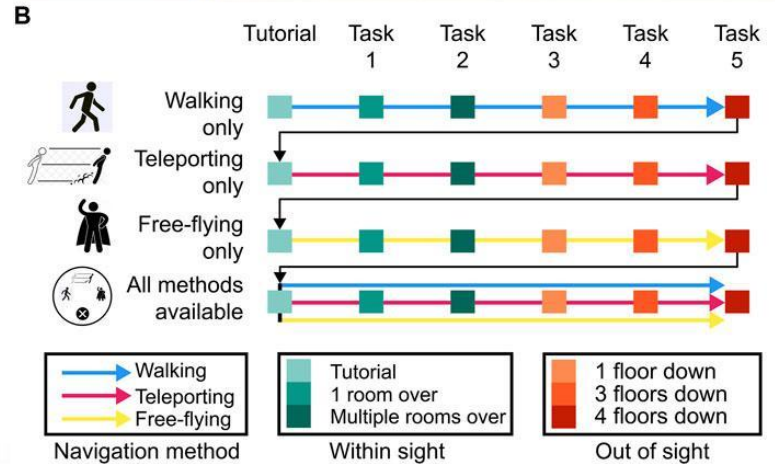 B
Tutorial Task 1 Task 2 Task 3 Task 4 Task 5
Walking
only
Teleporting
only
Free-flying
only
All methods
available
Walking
Teleporting
Free-flying
Navigation method
Tutorial
1 room over
Multiple rooms over
Within sight
1 floor down
3 floors down
4 floors down
Out of sight